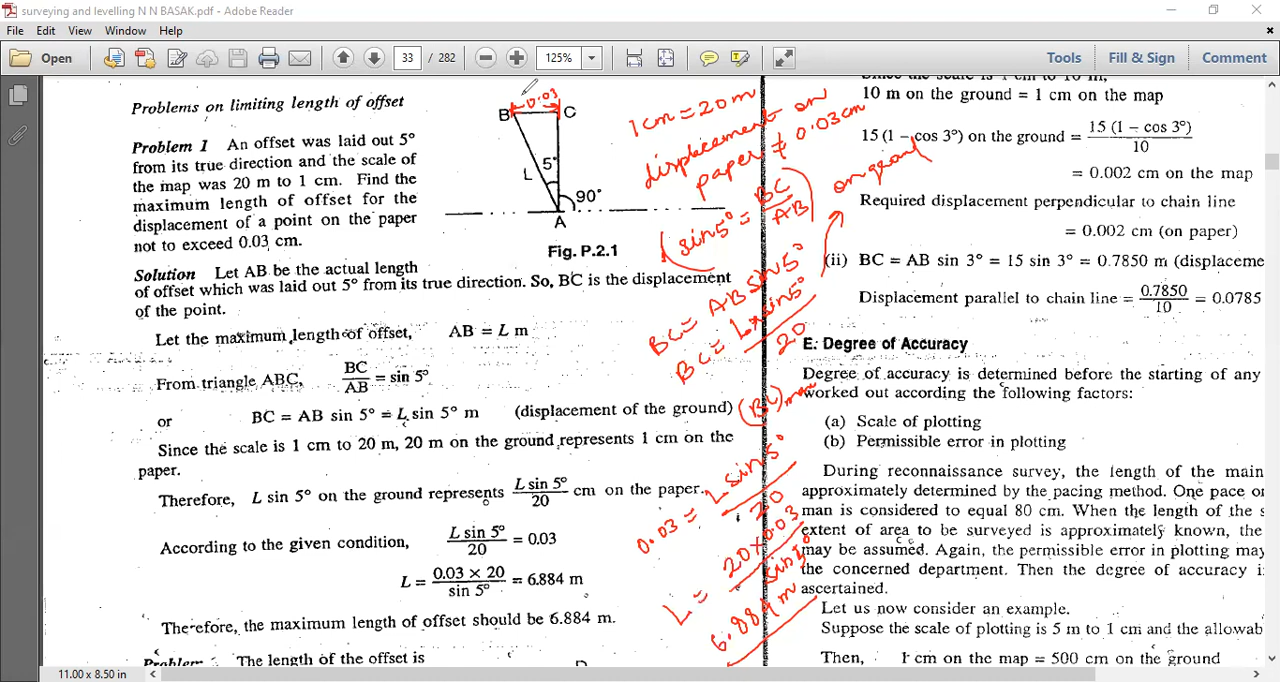 surveying and levelling N N BASAK.pdf - Adobe Reader
File Edit View Window Help
Open 33 / 282 125% Tools Fill & Sign Comment
Problems on limiting length of offset
Problem 1 An offset was laid out 5°
from its true direction and the scale of
the map was 20 m to 1 cm. Find the
maximum length of offset for the
displacement of a point on the paper
not to exceed 0.03 cm.
0.03
B C
5°
L
90°
A
Fig. P.2.1
Solution Let AB be the actual length
of offset which was laid out 5° from its true direction. So, BC is the displacement
of the point.
Let the maximum length of offset, AB = L m
From triangle ABC, BC/AB = sin 5°
or BC = AB sin 5° = L sin 5° m (displacement of the ground)
Since the scale is 1 cm to 20 m, 20 m on the ground represents 1 cm on the
paper.
Therefore, L sin 5° on the ground represents L sin 5°/20 cm on the paper.
According to the given condition, L sin 5°/20 = 0.03
L = 0.03 × 20/sin 5° = 6.884 m
Therefore, the maximum length of offset should be 6.884 m.
The length of the offset is
1cm = 20m
displacement on
paper ≠ 0.03cm
(sin5° = BC/AB)
on ground
BC = AB sin5°
BC = L×sin5°/20
(BC)max
0.03 = L sin5°/20
L = 20×0.03/sin5°
6.884 m
10 m on the ground = 1 cm on the map
15 (1 – cos 3°) on the ground = 15 (1 – cos 3°)/10
= 0.002 cm on the map
Required displacement perpendicular to chain line
= 0.002 cm (on paper)
(ii) BC = AB sin 3° = 15 sin 3° = 0.7850 m (displaceme
Displacement parallel to chain line = 0.7850/10 = 0.0785
E: Degree of Accuracy
Degree of accuracy is determined before the starting of any
worked out according the following factors:
(a) Scale of plotting
(b) Permissible error in plotting
During reconnaissance survey, the length of the main
approximately determined by the pacing method. One pace o
man is considered to equal 80 cm. When the length of the s
extent of area to be surveyed is approximately known, the
may be assumed. Again, the permissible error in plotting may
the concerned department. Then the degree of accuracy i
ascertained.
Let us now consider an example.
Suppose the scale of plotting is 5 m to 1 cm and the allowab
Then, 1 cm on the map = 500 cm on the ground
11.00 x 8.50 in